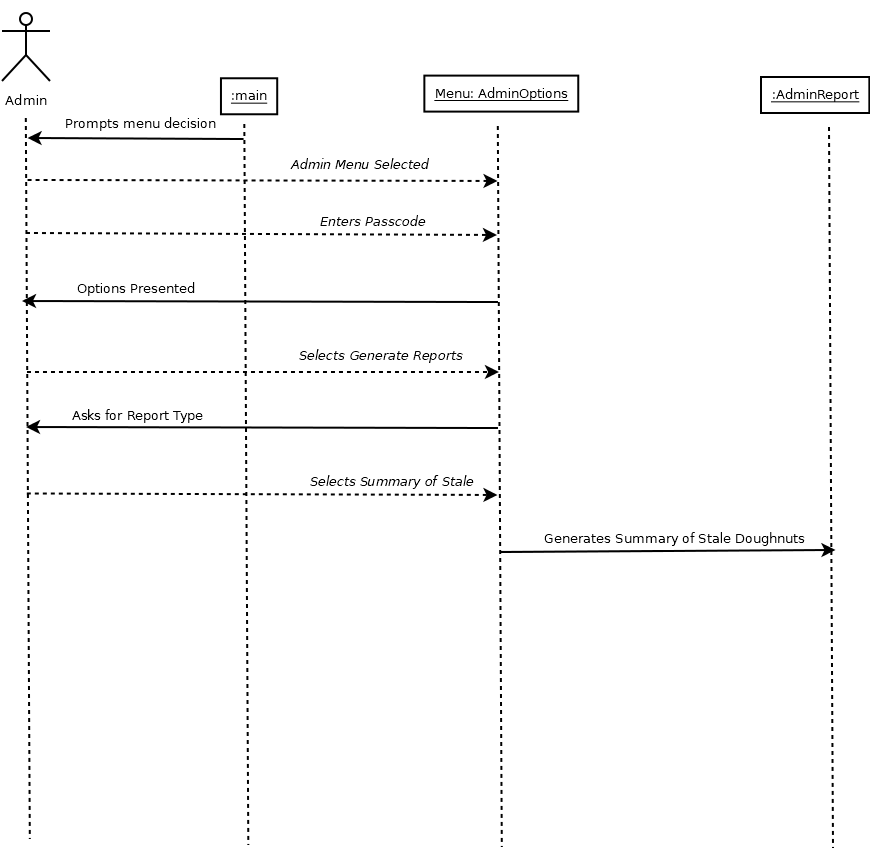 Admin
:main
Menu: AdminOptions
:AdminReport
Prompts menu decision
Admin Menu Selected
Enters Passcode
Options Presented
Selects Generate Reports
Asks for Report Type
Selects Summary of Stale
Generates Summary of Stale Doughnuts